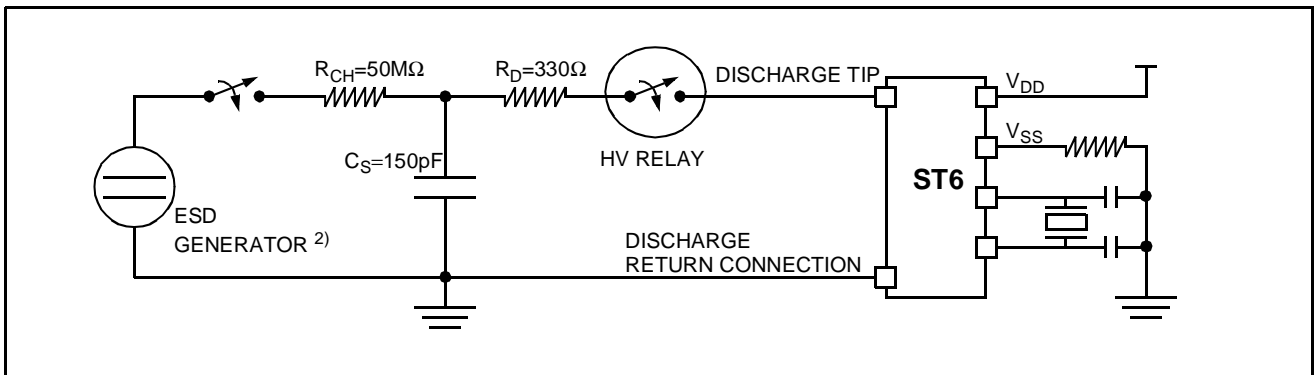 R_CH=50MΩ
R_D=330Ω
DISCHARGE TIP
V_DD
V_SS
HV RELAY
C_S=150pF
ST6
ESD
GENERATOR 2)
DISCHARGE
RETURN CONNECTION